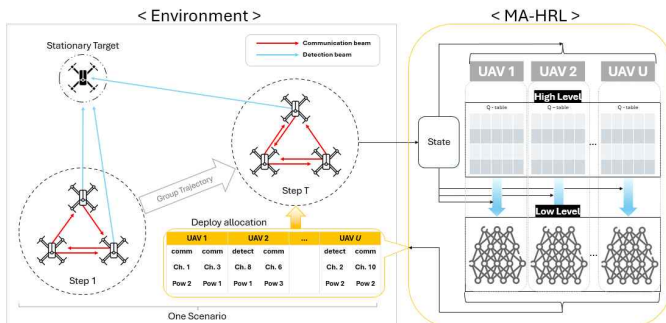 < Environment >
< MA-HRL >
Stationary Target
Communication beam
Detection beam
UAV 1 UAV 2 UAV U
High Level
Q - table Q - table Q - table
...
State
Step T
Group Trajectory
Low Level
Deploy allocation
UAV 1 UAV 2 ... UAV U
comm comm detect comm detect comm
Ch. 1 Ch. 3 Ch. 8 Ch. 6 Ch. 2 Ch. 10
Pow 2 Pow 1 Pow 1 Pow 3 Pow 2 Pow 2
...
Step 1
One Scenario